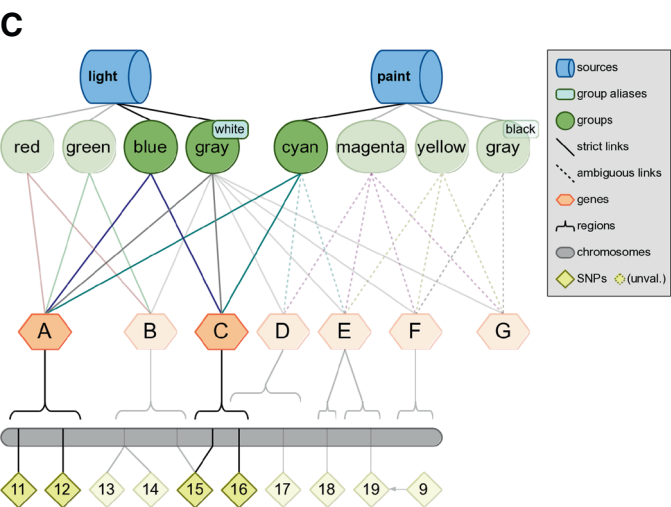 C
light
paint
red
green
blue
gray
white
cyan
magenta
yellow
gray
black
A
B
C
D
E
F
G
11
12
13
14
15
16
17
18
19
9
sources
group aliases
groups
strict links
ambiguous links
genes
regions
chromosomes
SNPs (unval.)